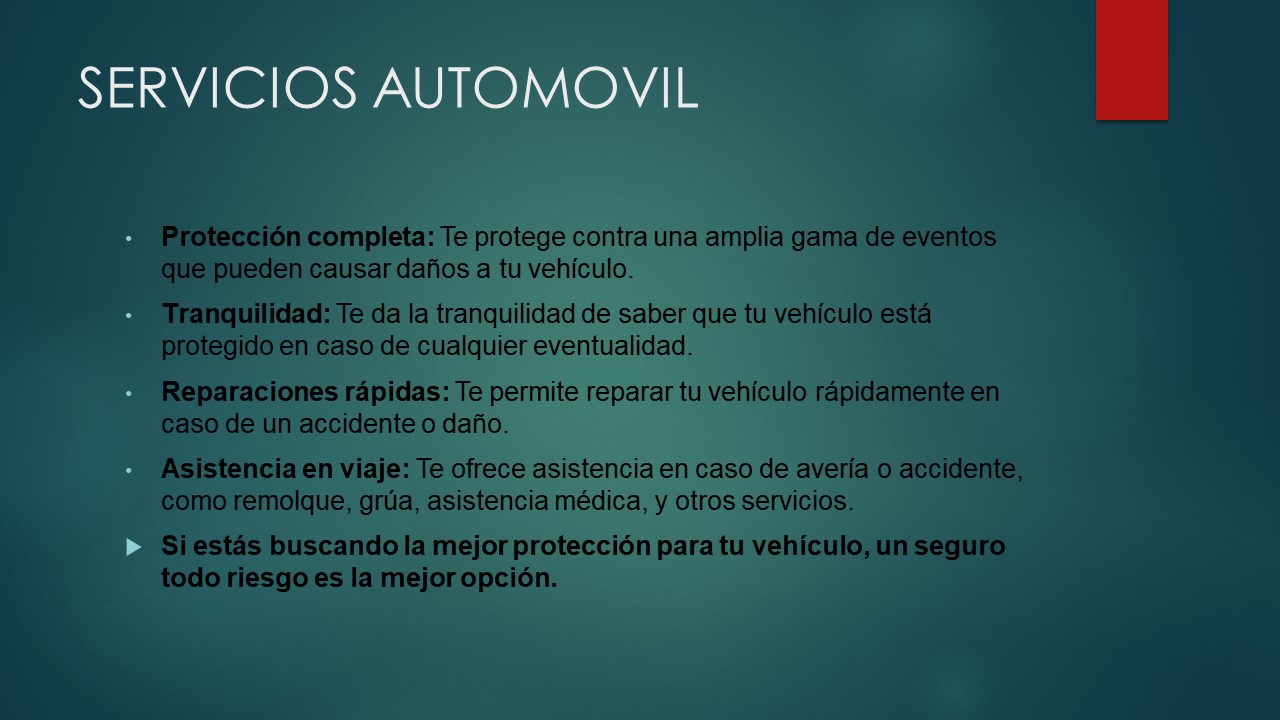 SERVICIOS AUTOMOVIL
• Protección completa: Te protege contra una amplia gama de eventos
que pueden causar daños a tu vehículo.
• Tranquilidad: Te da la tranquilidad de saber que tu vehículo está
protegido en caso de cualquier eventualidad.
• Reparaciones rápidas: Te permite reparar tu vehículo rápidamente en
caso de un accidente o daño.
• Asistencia en viaje: Te ofrece asistencia en caso de avería o accidente,
como remolque, grúa, asistencia médica, y otros servicios.
▶ Si estás buscando la mejor protección para tu vehículo, un seguro
todo riesgo es la mejor opción.